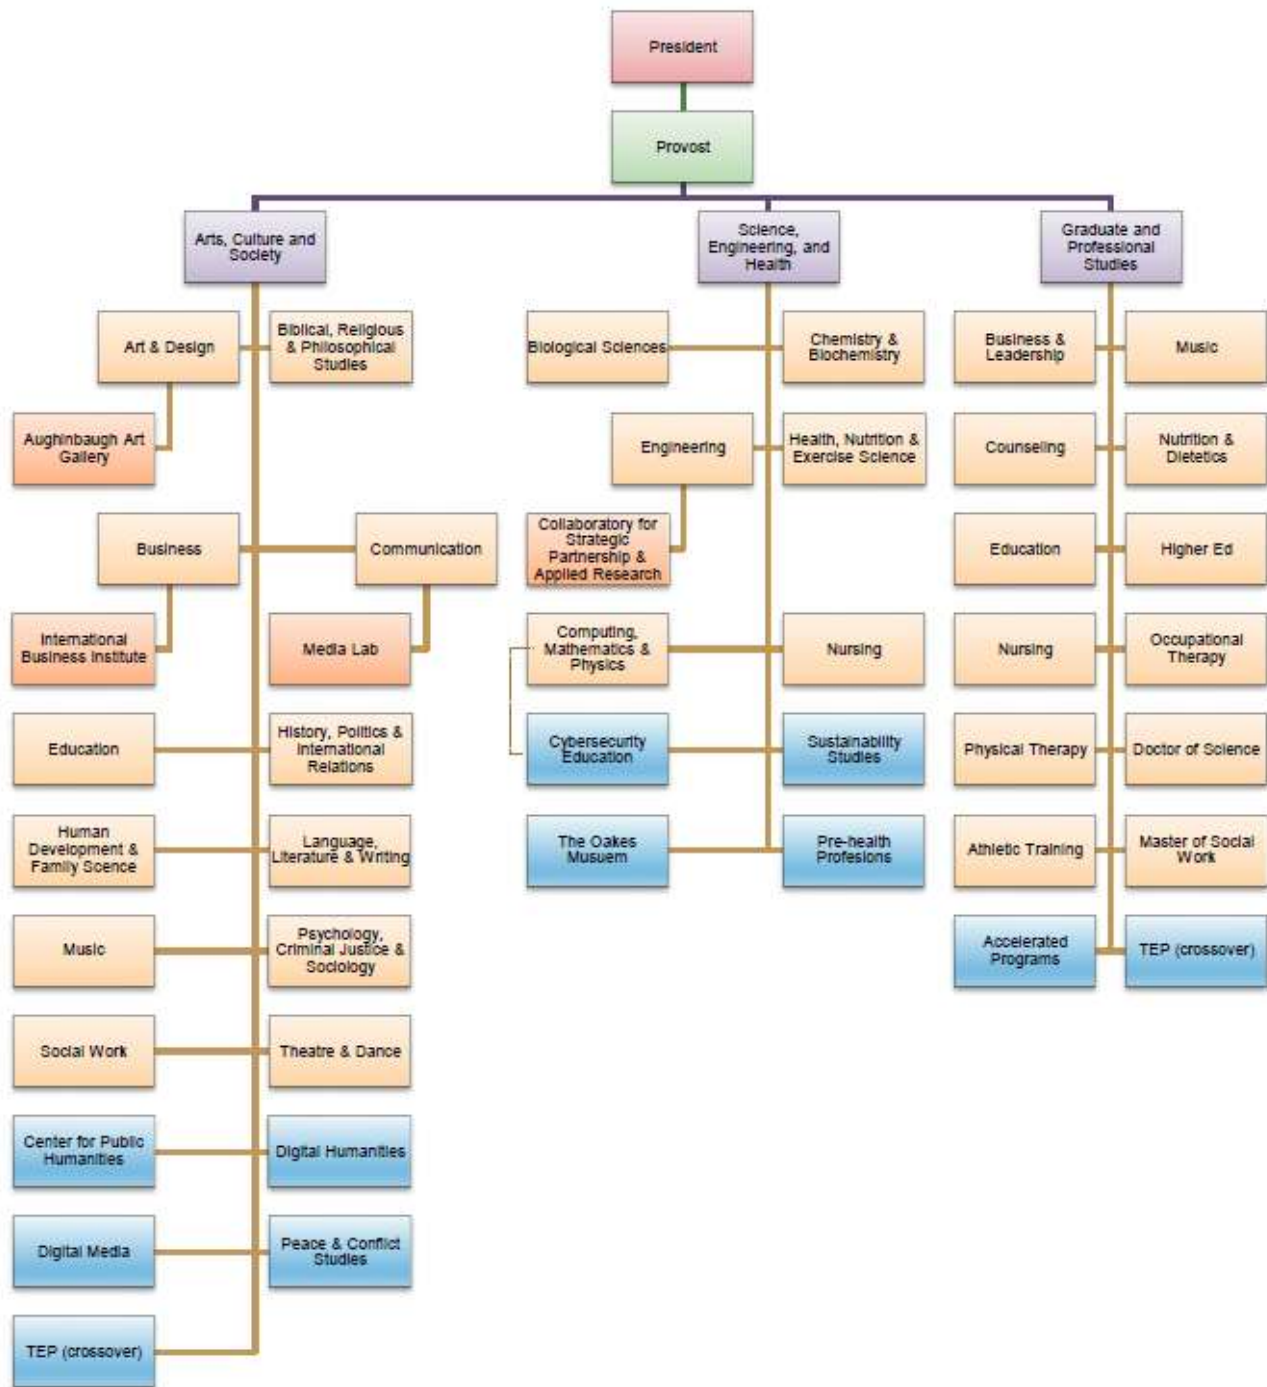 President
Provost
Arts, Culture and
Society
Science,
Engineering, and
Health
Graduate and
Professional
Studies
Art & Design
Biblical, Religious
& Philosophical
Studies
Aughinbaugh Art
Gallery
Business
Communication
International
Business Institute
Media Lab
Education
History, Politics &
International
Relations
Human
Development &
Family Scence
Language,
Literature & Writing
Music
Psychology,
Criminal Justice &
Sociology
Social Work
Theatre & Dance
Center for Public
Humanities
Digital Humanities
Digital Media
Peace & Conflict
Studies
TEP (crossover)
Biological Sciences
Chemistry &
Biochemistry
Engineering
Health, Nutrition &
Exercise Science
Collaboratory for
Strategic
Partnership &
Applied Research
Computing,
Mathematics &
Physics
Nursing
Cybersecurity
Education
Sustainability
Studies
The Oakes
Musuem
Pre-health
Profesions
Business &
Leadership
Music
Counseling
Nutrition &
Dietetics
Education
Higher Ed
Nursing
Occupational
Therapy
Physical Therapy
Doctor of Science
Athletic Training
Master of Social
Work
Accelerated
Programs
TEP (crossover)